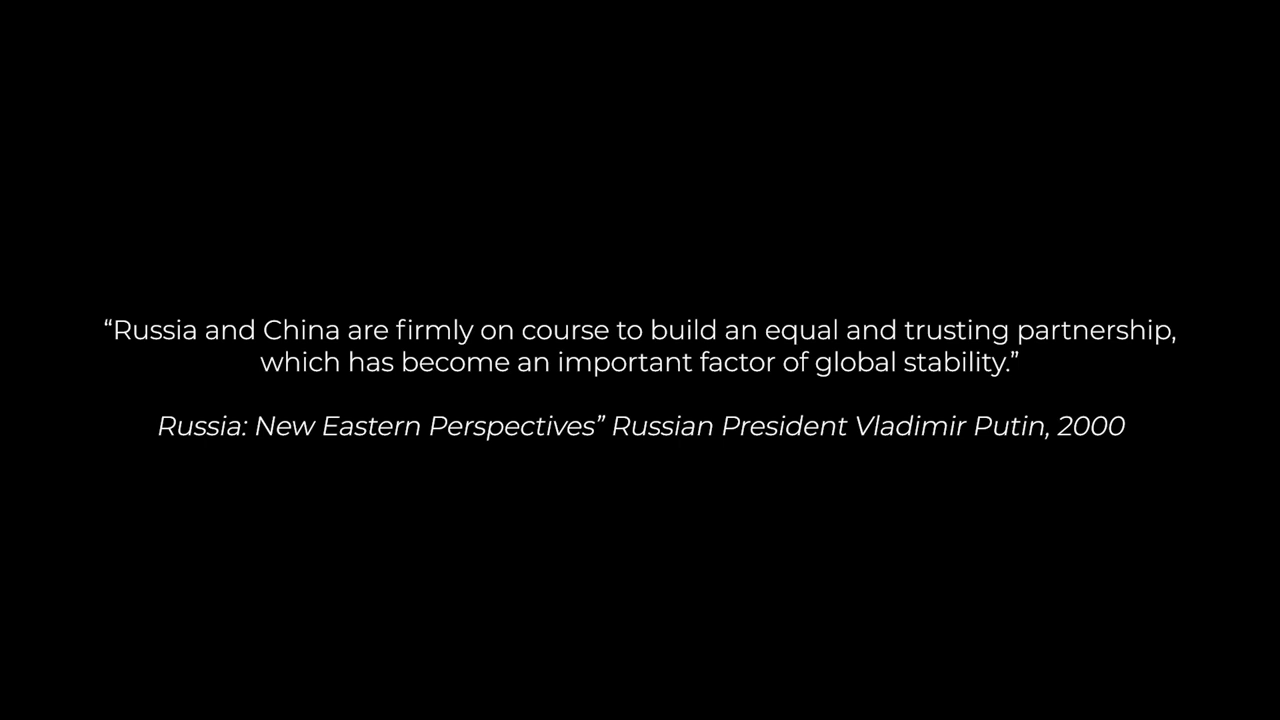 “Russia and China are firmly on course to build an equal and trusting partnership,
which has become an important factor of global stability.”
Russia: New Eastern Perspectives” Russian President Vladimir Putin, 2000